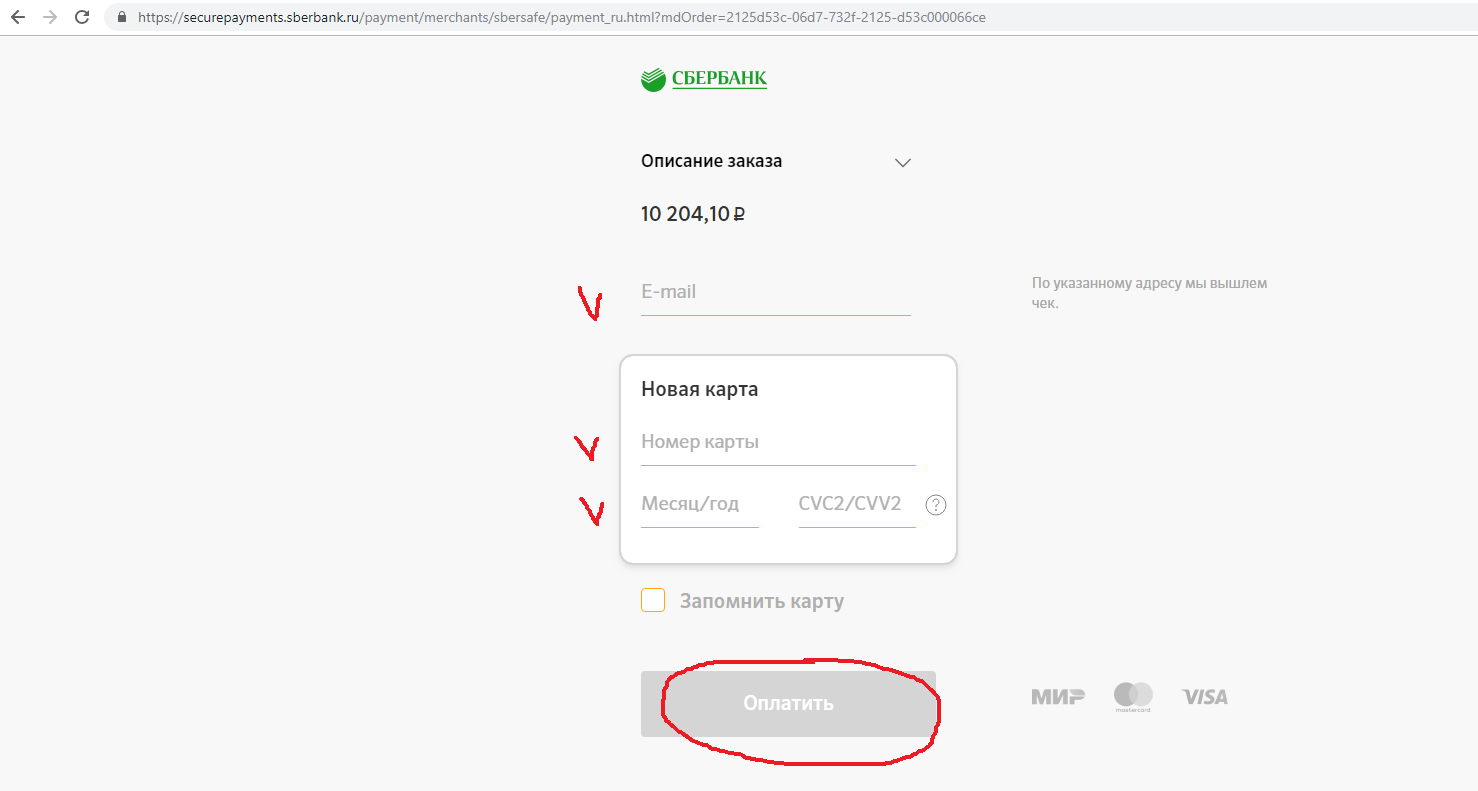 https://securepayments.sberbank.ru/payment/merchants/sbersafe/payment_ru.html?mdOrder=2125d53c-06d7-732f-2125-d53c000066ce
СБЕРБАНК
Описание заказа
10 204,10 ₽
E-mail
По указанному адресу мы вышлем
чек.
Новая карта
Номер карты
Месяц/год CVC2/CVV2 ?
Запомнить карту
Оплатить
МИР mastercard VISA